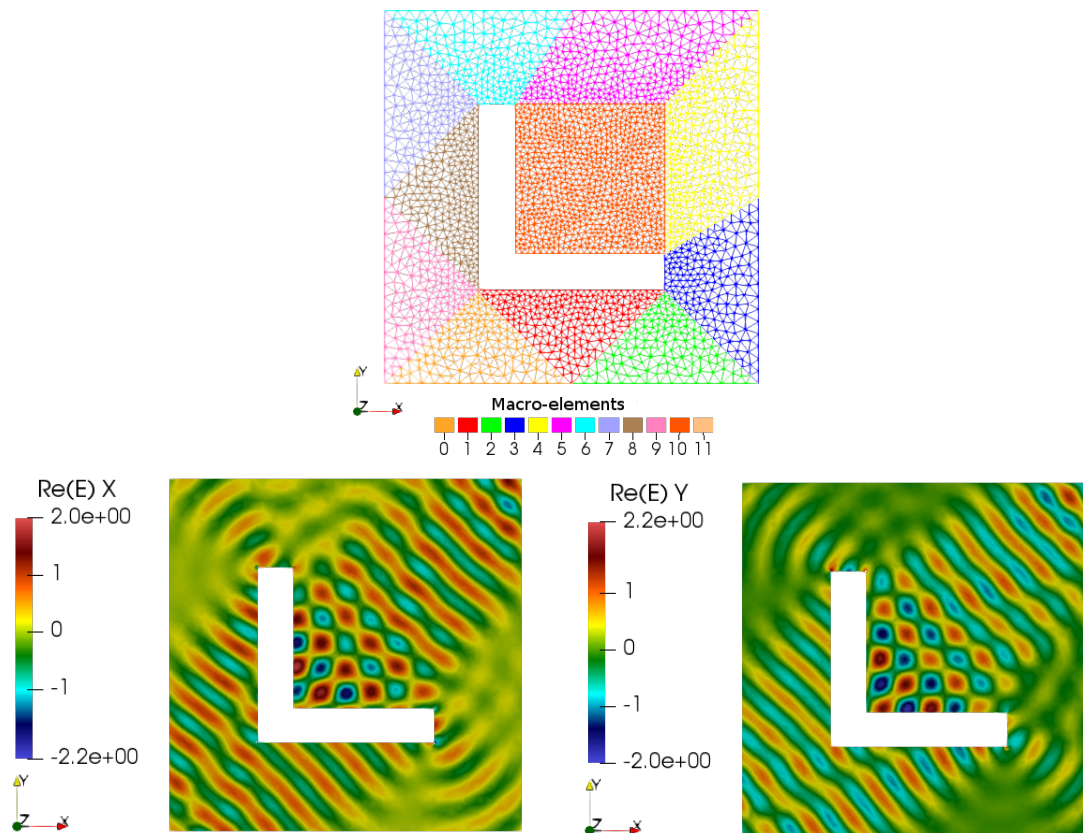 Y
Z X
Macro-elements
0 1 2 3 4 5 6 7 8 9 10 11
Re(E) X
2.0e+00
1
0
-1
-2.2e+00
Y
Z X
Re(E) Y
2.2e+00
1
0
-1
-2.0e+00
Y
Z X